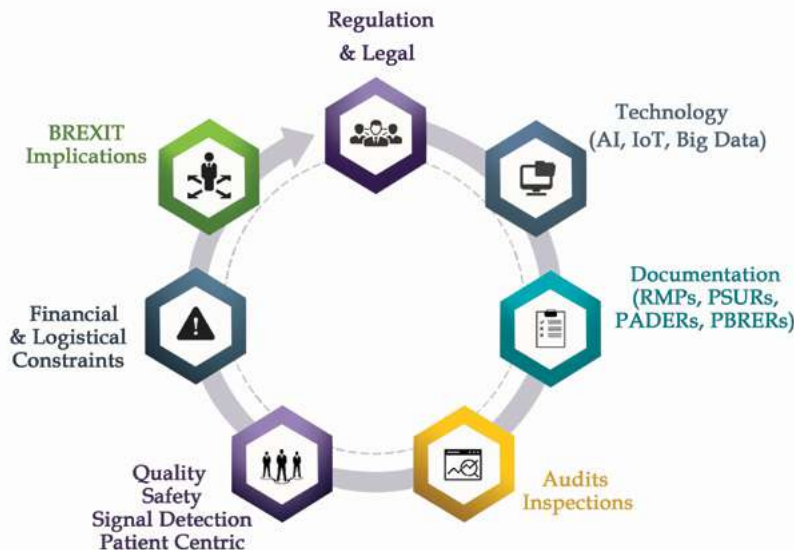 Regulation
& Legal
Technology
(AI, IoT, Big Data)
Documentation
(RMPs, PSURs,
PADERs, PBRERs)
Audits
Inspections
Quality
Safety
Signal Detection
Patient Centric
Financial
& Logistical
Constraints
BREXIT
Implications